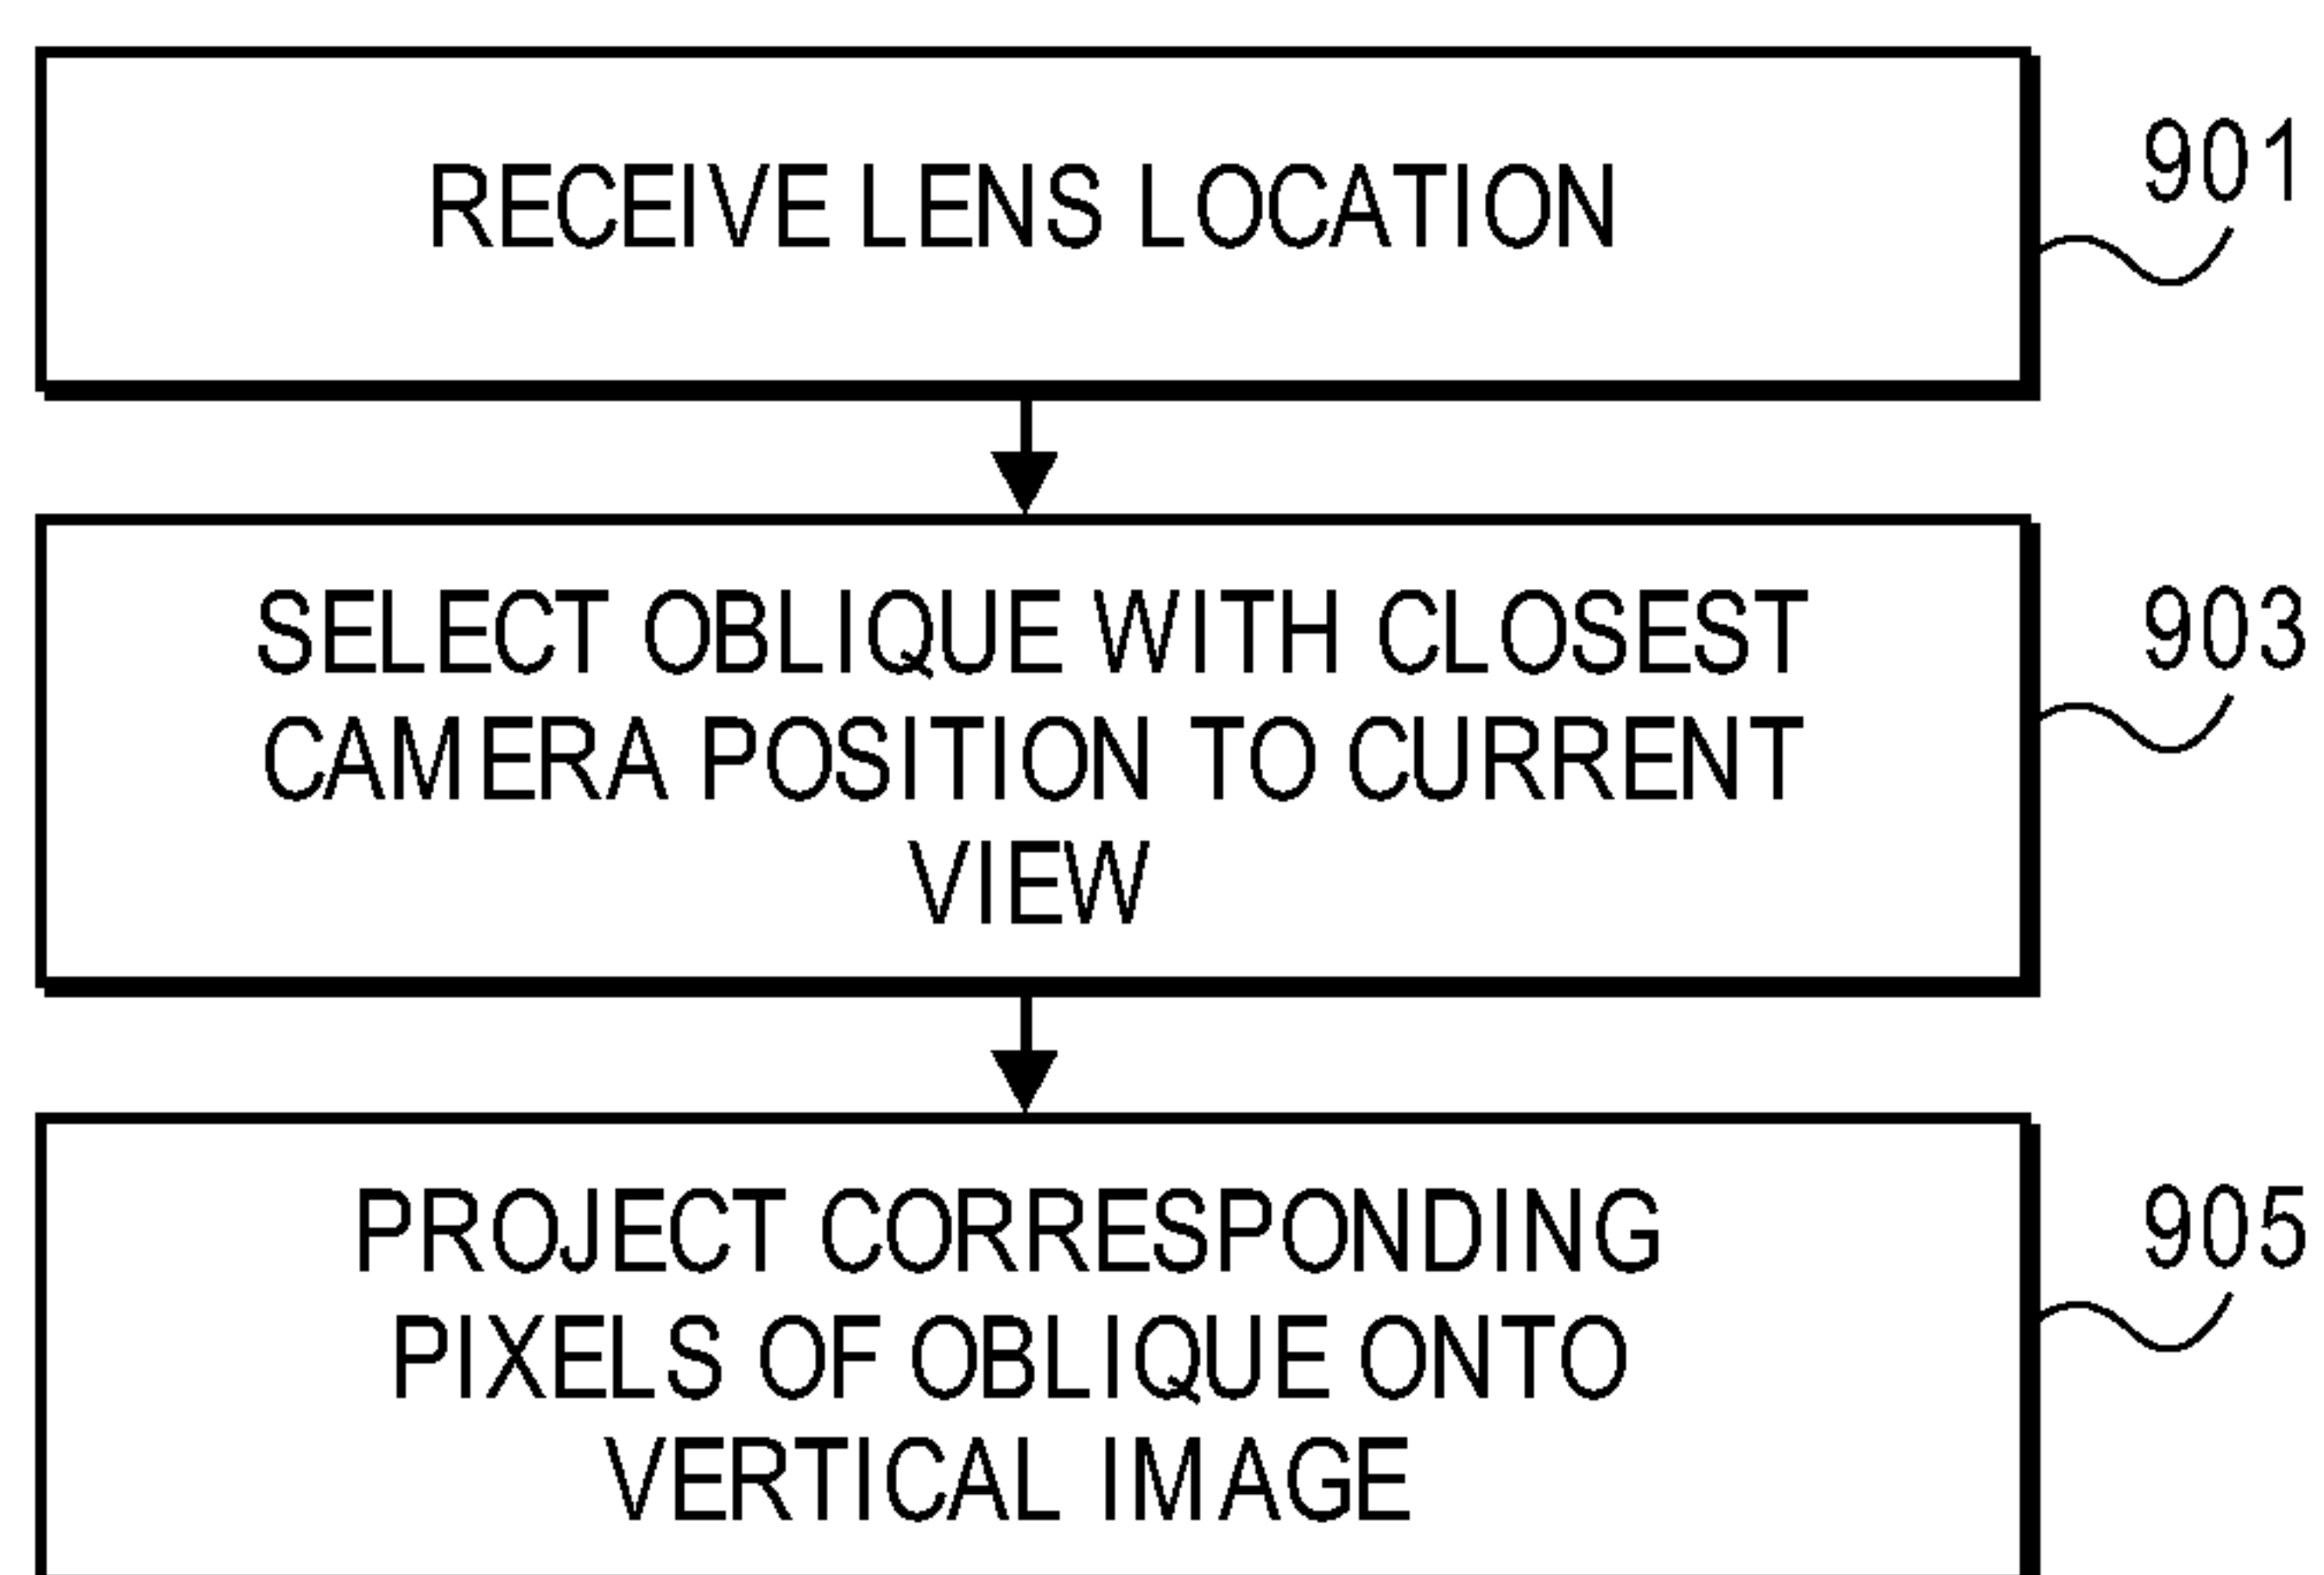 RECEIVE LENS LOCATION
901
SELECT OBLIQUE WITH CLOSEST
CAMERA POSITION TO CURRENT
VIEW
903
PROJECT CORRESPONDING
PIXELS OF OBLIQUE ONTO
VERTICAL IMAGE
905